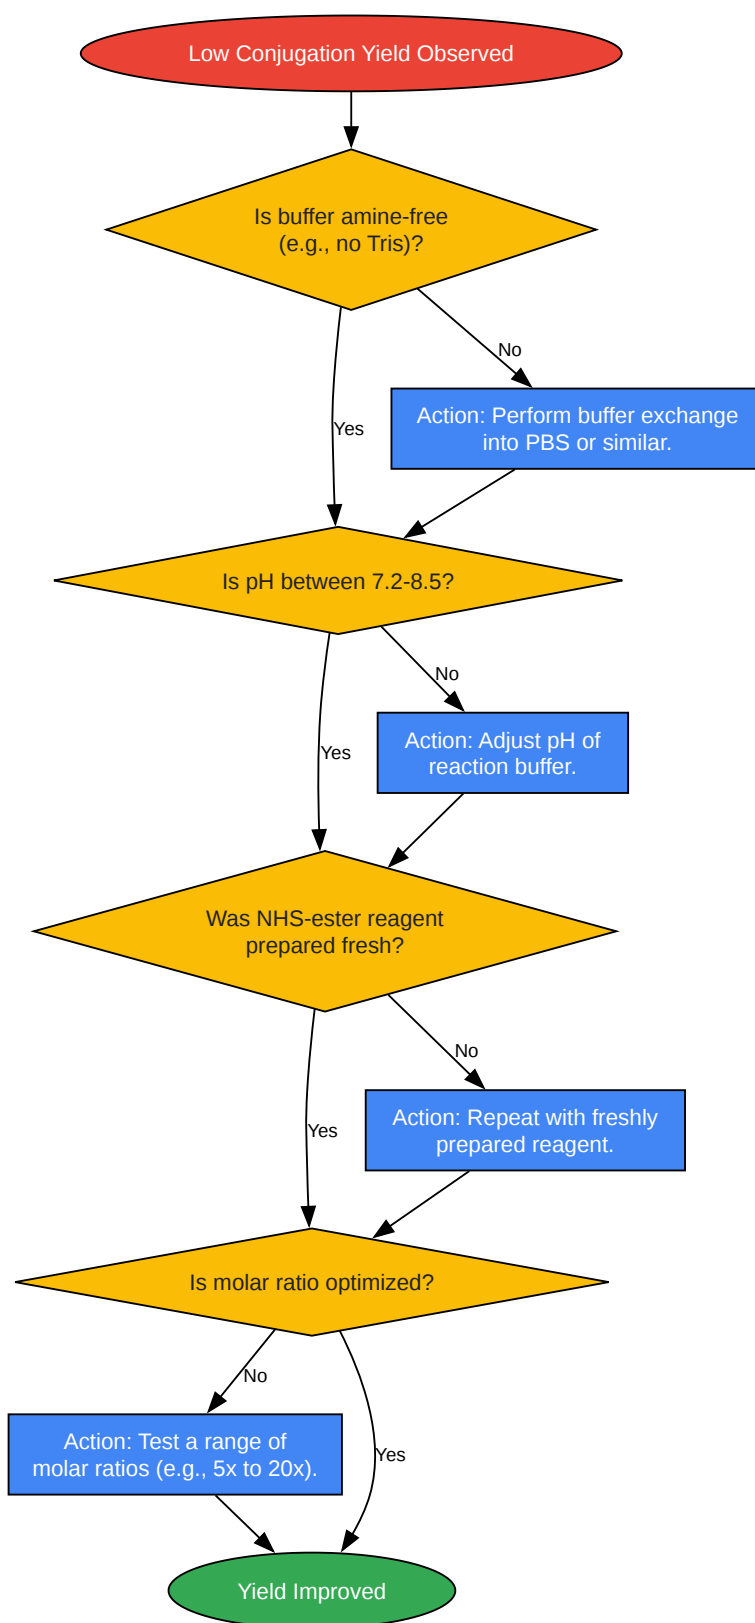 Low Conjugation Yield Observed
Is buffer amine-free
(e.g., no Tris)?
No
Yes
Action: Perform buffer exchange
into PBS or similar.
Is pH between 7.2-8.5?
No
Yes
Action: Adjust pH of
reaction buffer.
Was NHS-ester reagent
prepared fresh?
No
Yes
Action: Repeat with freshly
prepared reagent.
Is molar ratio optimized?
No
Action: Test a range of
molar ratios (e.g., 5x to 20x).
Yes
Yield Improved